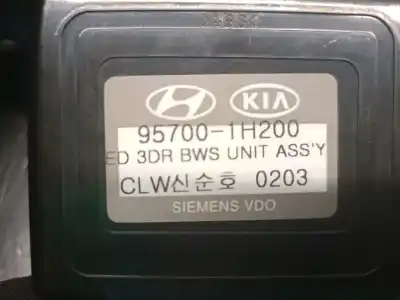 KIA
95700-1H200
ED 3DR BWS UNIT ASS'Y
CLW신순호 0203
SIEMENS VDO